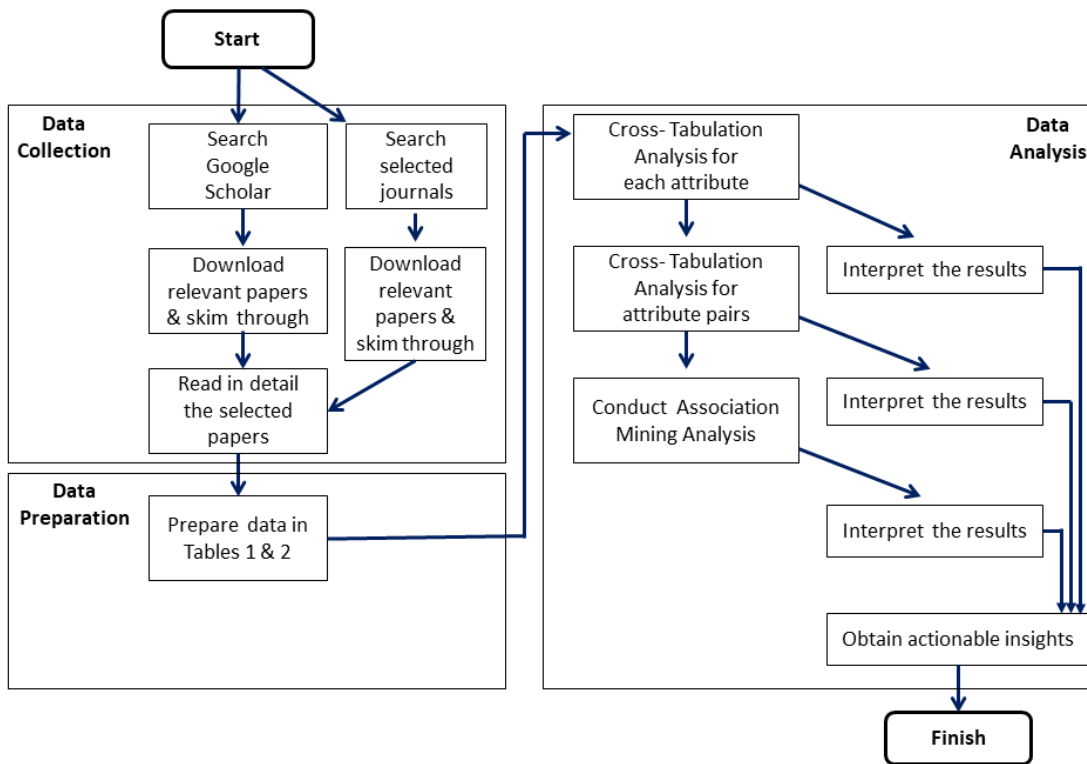 Start
Data
Collection
Search
Google
Scholar
Search
selected
journals
Download
relevant papers
& skim through
Download
relevant
papers &
skim through
Read in detail
the selected
papers
Data
Preparation
Prepare data in
Tables 1 & 2
Data
Analysis
Cross- Tabulation
Analysis for
each attribute
Interpret the results
Cross- Tabulation
Analysis for
attribute pairs
Interpret the results
Conduct Association
Mining Analysis
Interpret the results
Obtain actionable insights
Finish